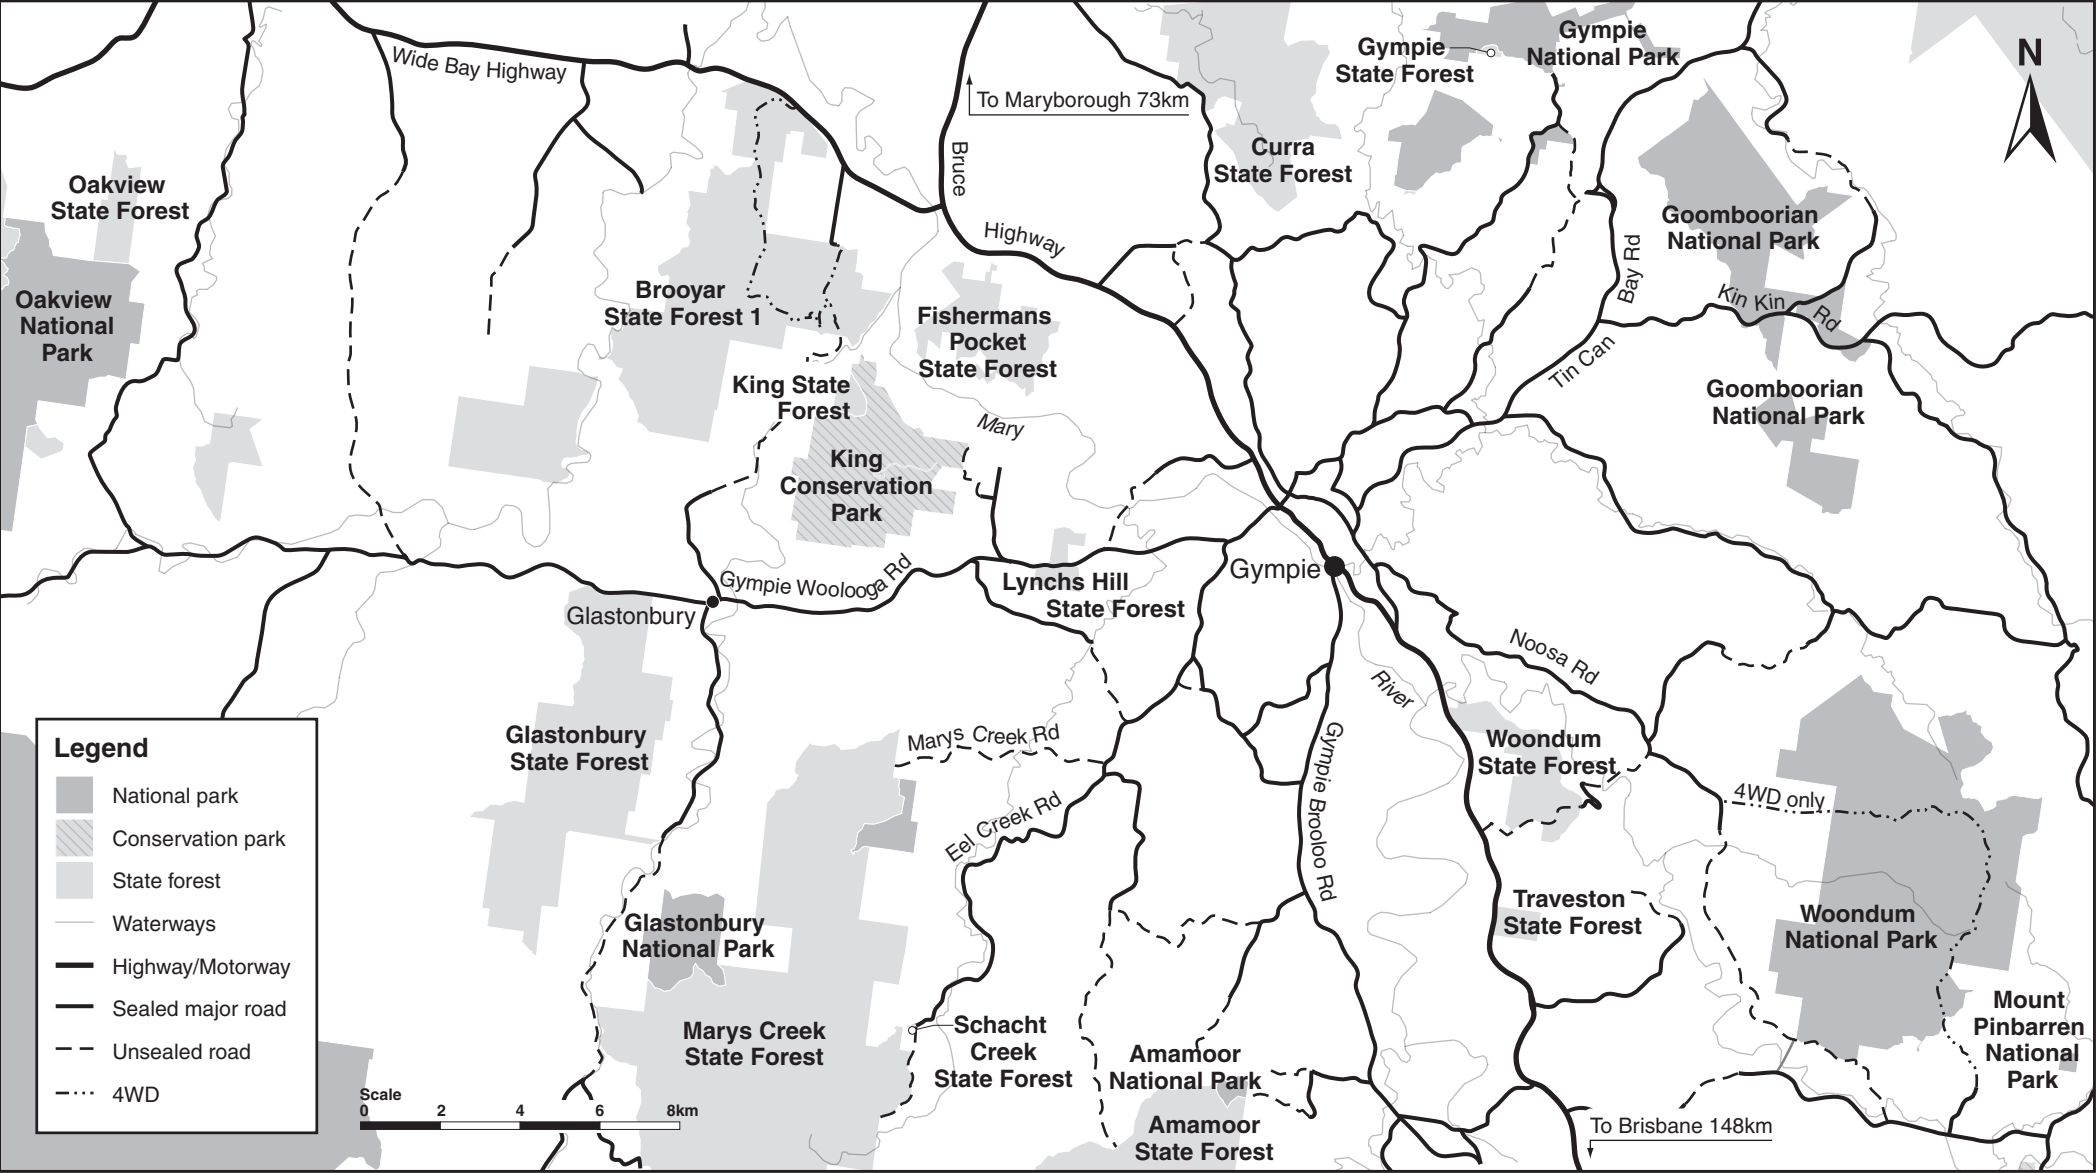 Gympie
National Park
Gympie
State Forest
N
Wide Bay Highway
To Maryborough 73km
Bruce
Highway
Curra
State Forest
Oakview
State Forest
Goomboorian
National Park
Bay Rd
Tin Can
Kin Kin
Rd
Oakview
National
Park
Brooyar
State Forest 1
Fishermans
Pocket
State Forest
King State
Forest
Goomboorian
National Park
Mary
King
Conservation
Park
Gympie Woolooga Rd
Gympie
Lynchs Hill
State Forest
Glastonbury
Noosa Rd
River
Glastonbury
State Forest
Marys Creek Rd
Gympie Brooloo Rd
Woondum
State Forest
4WD only
Eel Creek Rd
Traveston
State Forest
Woondum
National Park
Glastonbury
National Park
Marys Creek
State Forest
Schacht
Creek
State Forest
Mount
Pinbarren
National
Park
Amamoor
National Park
Amamoor
State Forest
To Brisbane 148km
Legend
National park
Conservation park
State forest
Waterways
Highway/Motorway
Sealed major road
Unsealed road
4WD
Scale
0 2 4 6 8km